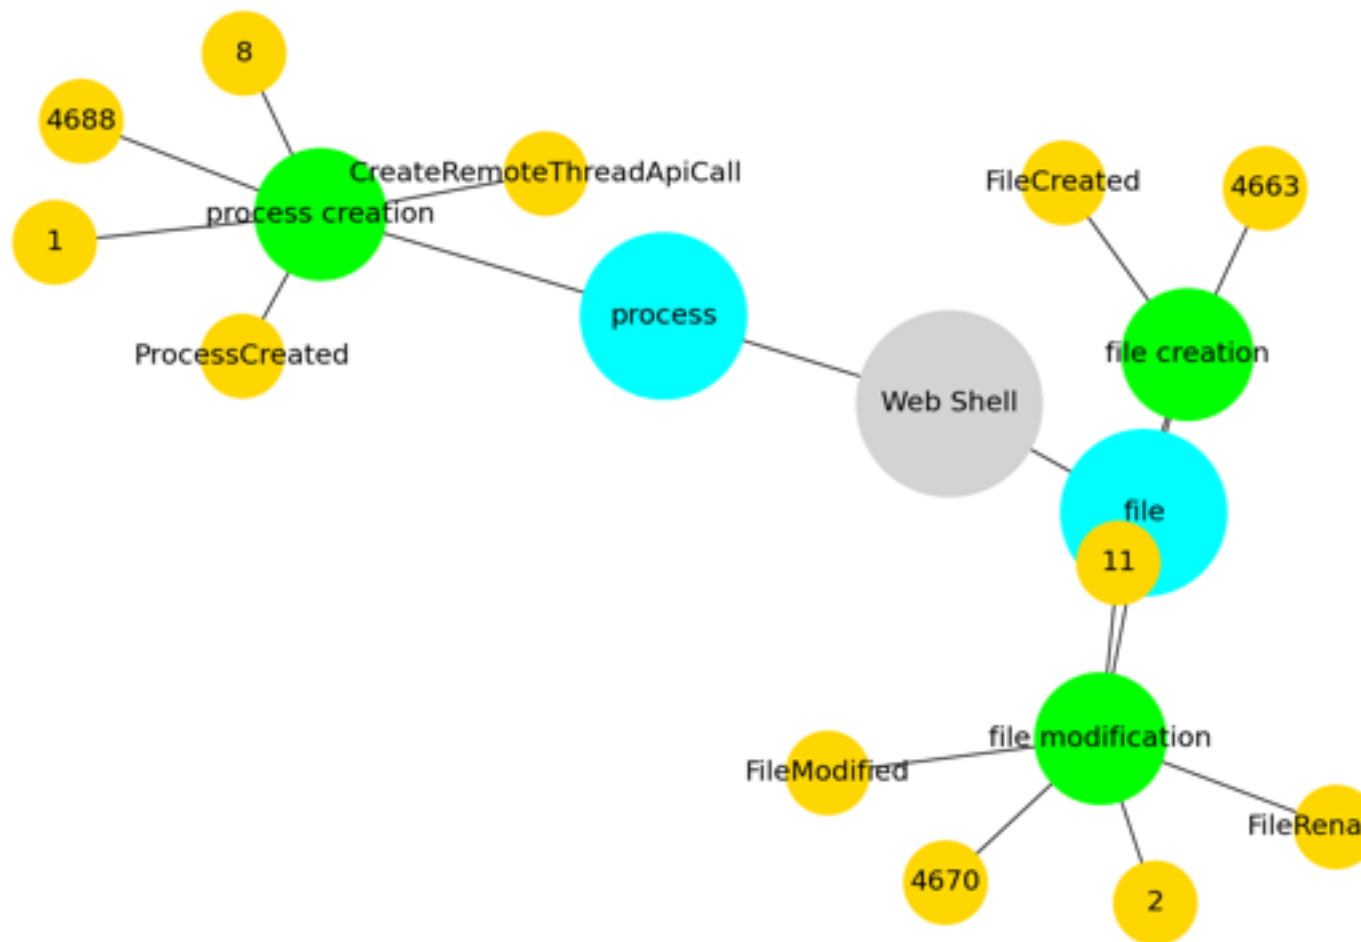 8
4688
CreateRemoteThreadApiCall
process creation
1
ProcessCreated
process
Web Shell
FileCreated
4663
file creation
file
11
file modification
FileModified
FileRena
4670
2